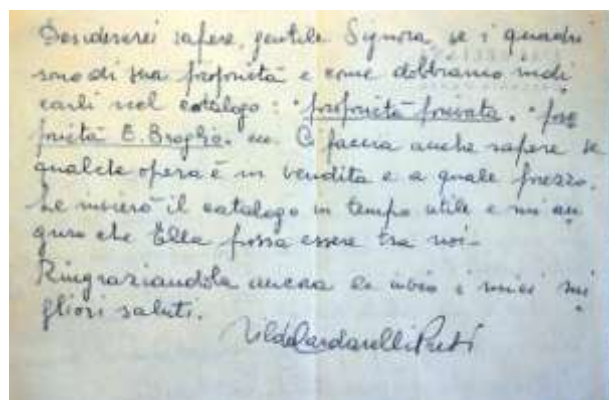 Desidererei sapere, gentile Signora, se i quadri
sono di sua proprietà e come dobbiamo indi
carli nel catalogo: "proprietà privata. "pro
prietà E. Broglio. Ci faccia anche sapere se
qualche opera è in vendita e a quale prezzo.
Le invierò il catalogo in tempo utile e mi au
guro che Ella possa essere tra noi -
Ringraziandola ancora Le invio i miei mi
gliori saluti.
Cardarelli